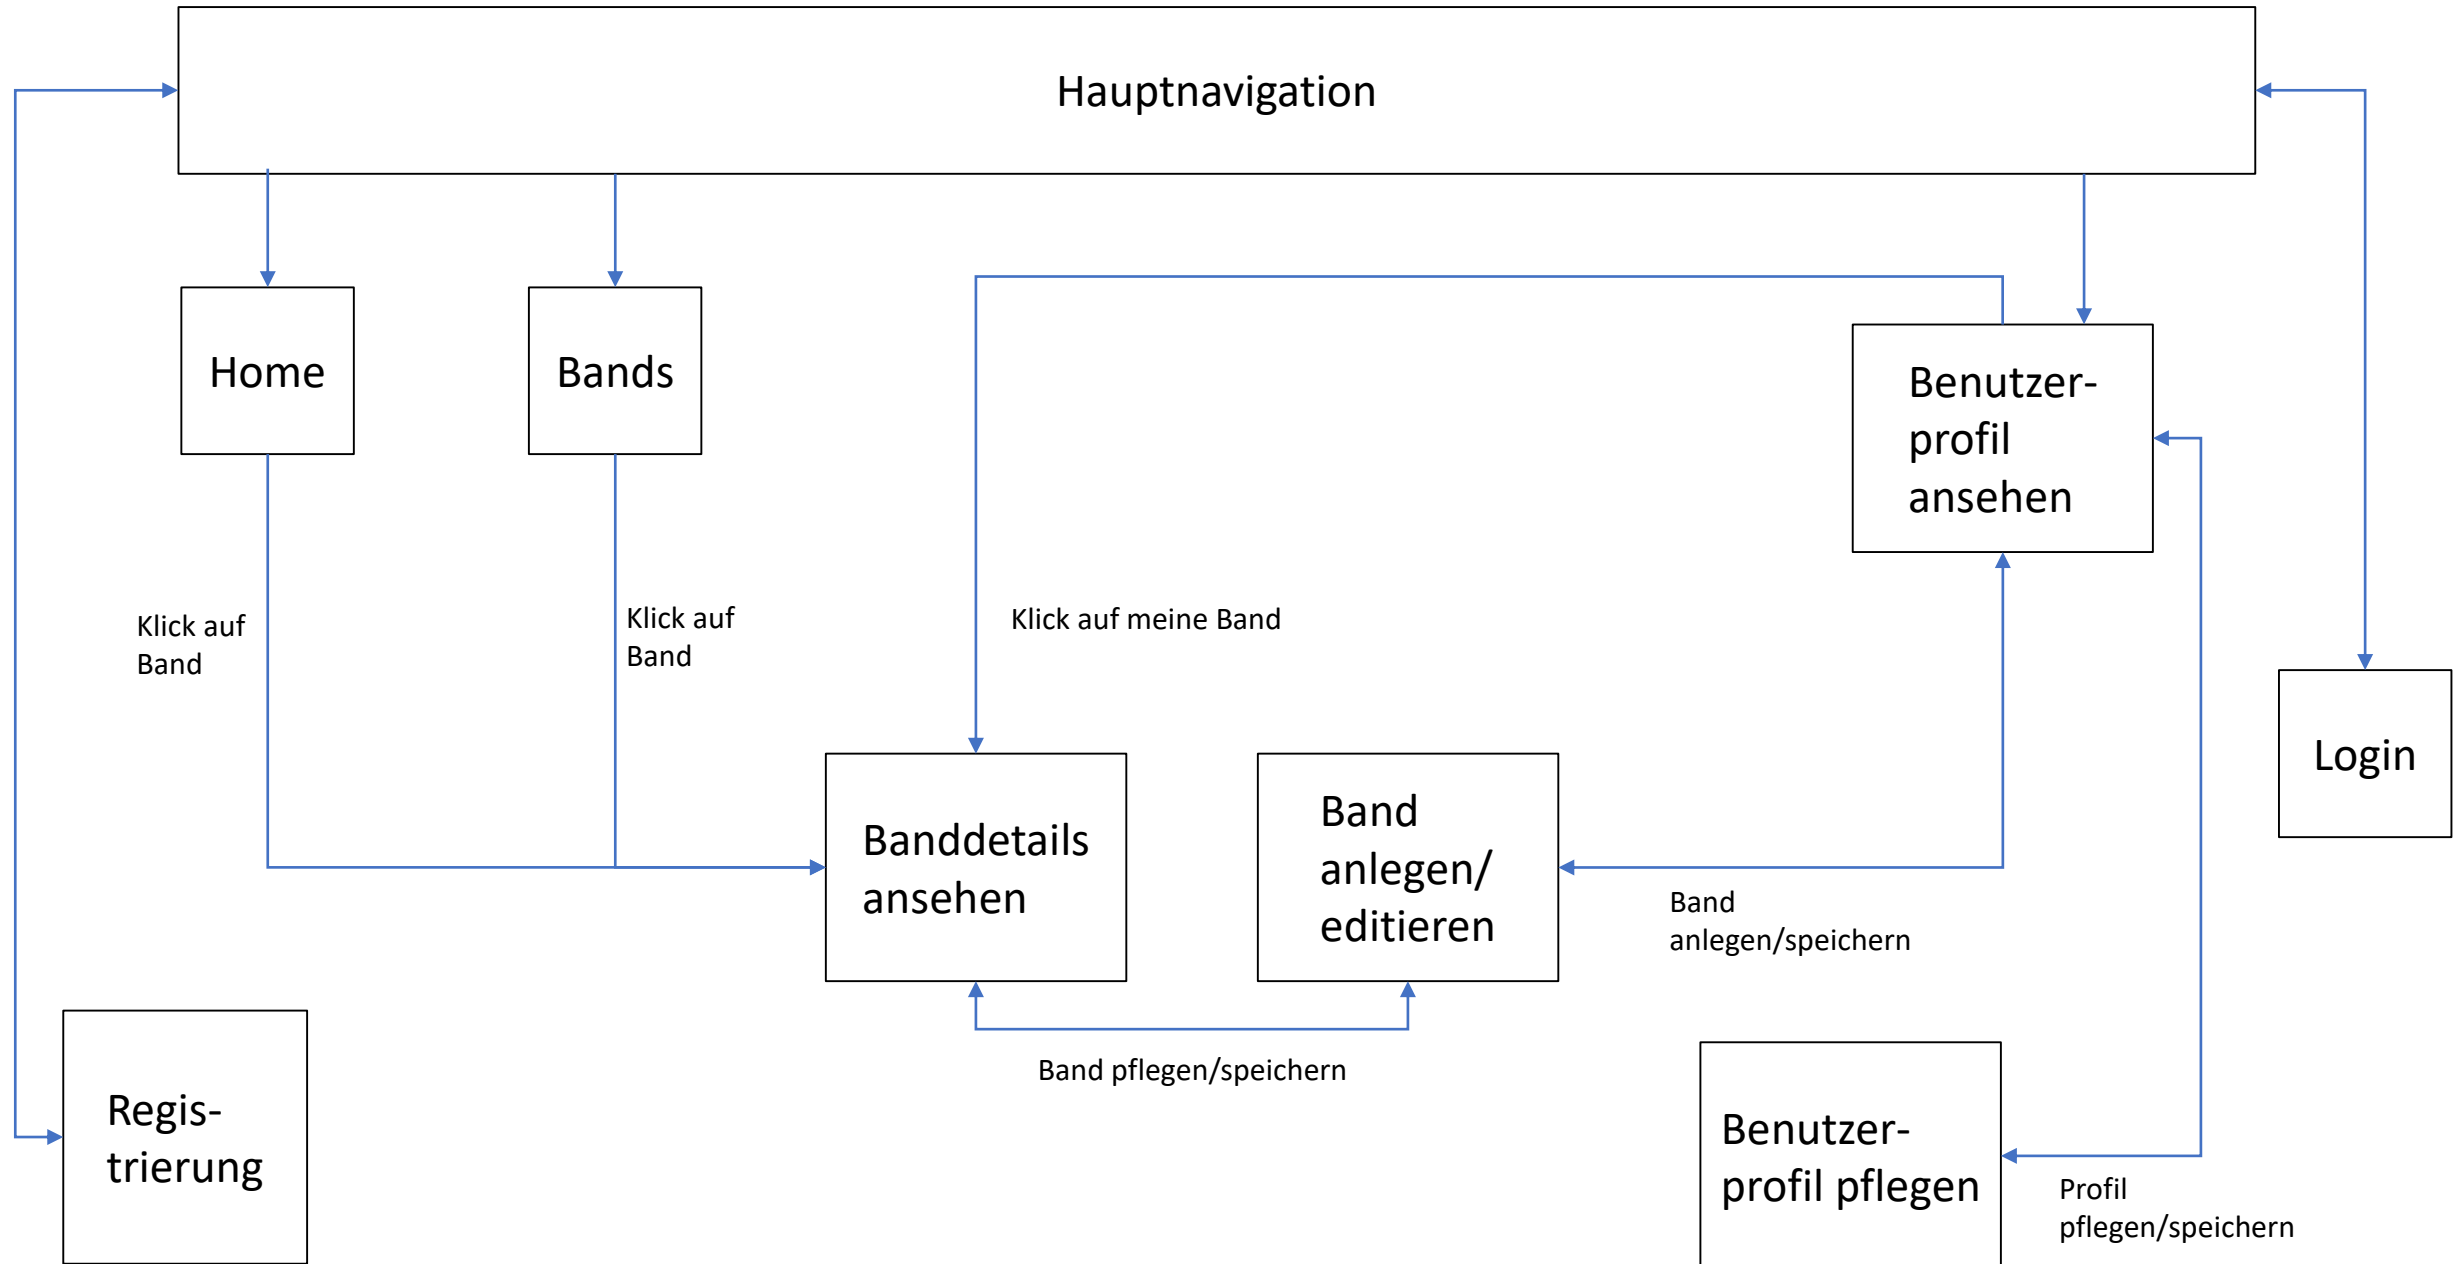 Hauptnavigation
Home
Bands
Benutzer-
profil
ansehen
Klick auf
Band
Klick auf
Band
Klick auf meine Band
Login
Banddetails
ansehen
Band
anlegen/
editieren
Band
anlegen/speichern
Band pflegen/speichern
Regis-
trierung
Benutzer-
profil pflegen
Profil
pflegen/speichern